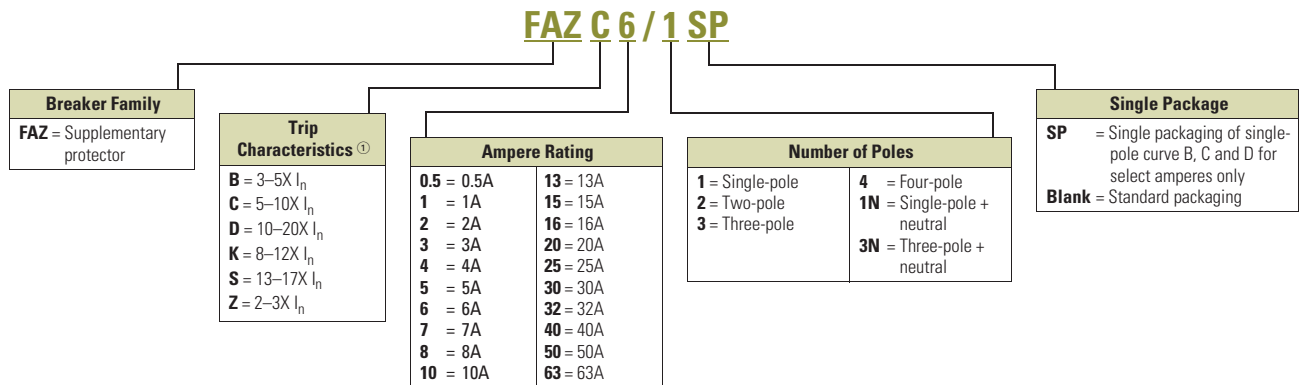 FAZ C 6 / 1 SP
Breaker Family
FAZ = Supplementary
protector
Trip
Characteristics ①
B = 3–5X In
C = 5–10X In
D = 10–20X In
K = 8–12X In
S = 13–17X In
Z = 2–3X In
Ampere Rating
0.5 = 0.5A
1 = 1A
2 = 2A
3 = 3A
4 = 4A
5 = 5A
6 = 6A
7 = 7A
8 = 8A
10 = 10A
13 = 13A
15 = 15A
16 = 16A
20 = 20A
25 = 25A
30 = 30A
32 = 32A
40 = 40A
50 = 50A
63 = 63A
Number of Poles
1 = Single-pole
2 = Two-pole
3 = Three-pole
4 = Four-pole
1N = Single-pole +
neutral
3N = Three-pole +
neutral
Single Package
SP = Single packaging of single-
pole curve B, C and D for
select amperes only
Blank = Standard packaging